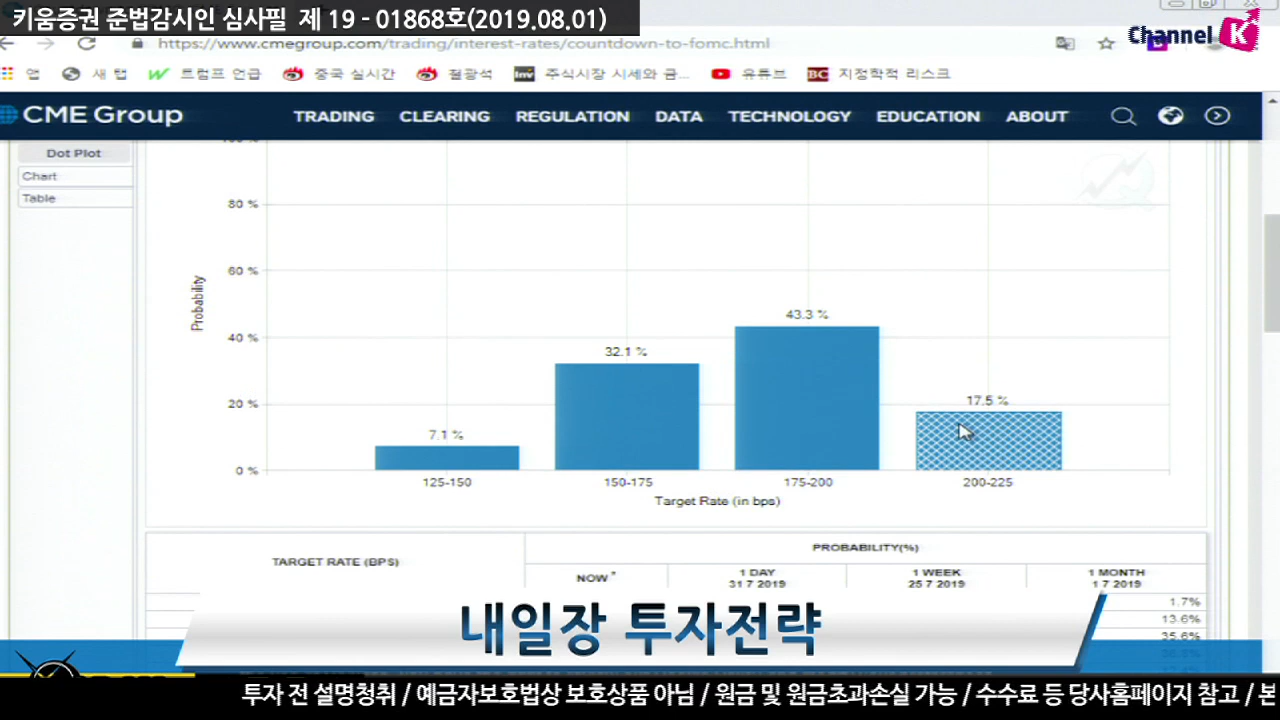 키움증권 준법감시인 심사필 제 19 - 01868호(2019.08.01)
Channel K
https://www.cmegroup.com/trading/interest-rates/countdown-to-fomc.html
앱 새 탭 트럼프 언급 중국 실시간 철광석 Inv 주식시장 시세와 금... 유튜브 BC 지정학적 리스크
CME Group TRADING CLEARING REGULATION DATA TECHNOLOGY EDUCATION ABOUT
Dot Plot
Chart
Table
80 %
60 %
40 %
20 %
0 %
Probability
7.1 %
32.1 %
43.3 %
17.5 %
125-150 150-175 175-200 200-225
Target Rate (in bps)
TARGET RATE (BPS) PROBABILITY(%)
NOW * 1 DAY 1 WEEK 1 MONTH
31 7 2019 25 7 2019 1 7 2019
1.7%
13.6%
35.6%
내일장 투자전략
투자 전 설명청취 / 예금자보호법상 보호상품 아님 / 원금 및 원금초과손실 가능 / 수수료 등 당사홈페이지 참고 / 본